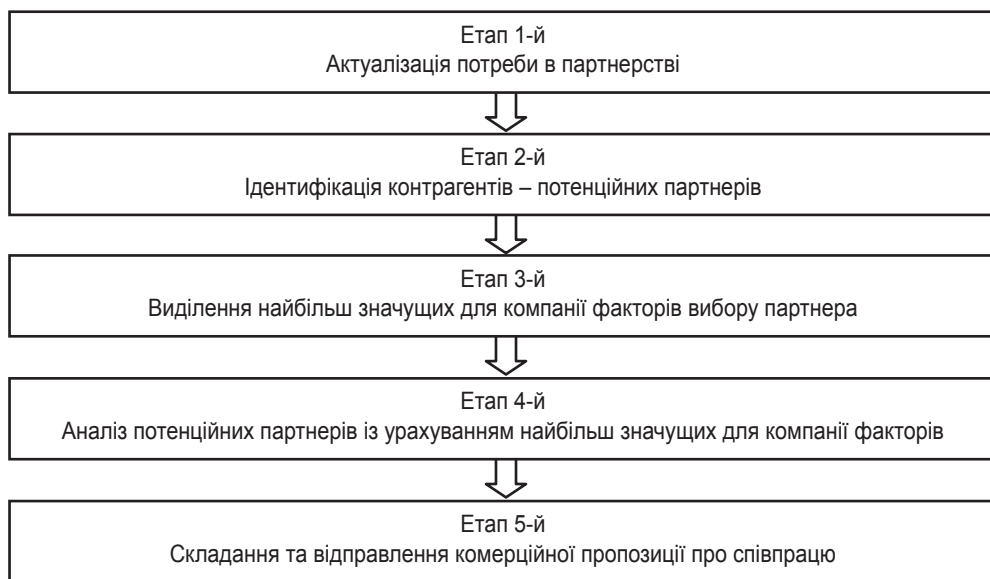 Етап 1-й
Актуалізація потреби в партнерстві
Етап 2-й
Ідентифікація контрагентів – потенційних партнерів
Етап 3-й
Виділення найбільш значущих для компанії факторів вибору партнера
Етап 4-й
Аналіз потенційних партнерів із урахуванням найбільш значущих для компанії факторів
Етап 5-й
Складання та відправлення комерційної пропозиції про співпрацю